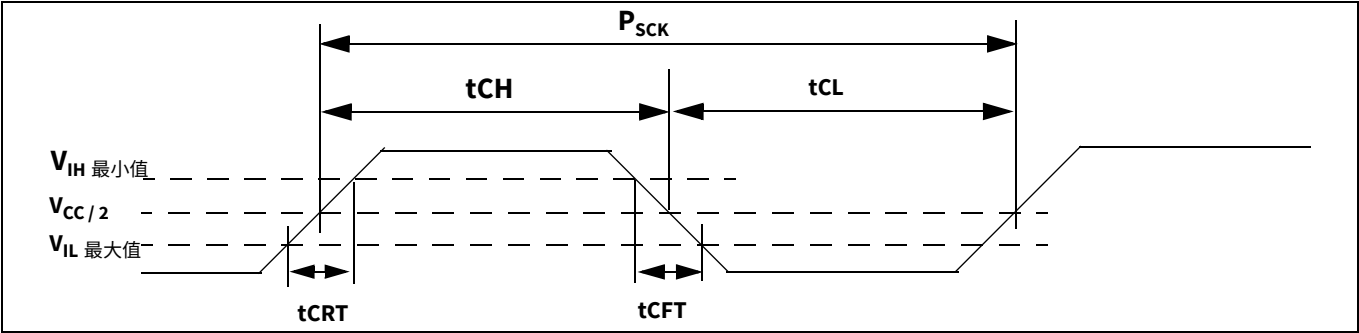 PSCK
tCH
tCL
VIH 最小值
VCC / 2
VIL 最大值
tCRT
tCFT